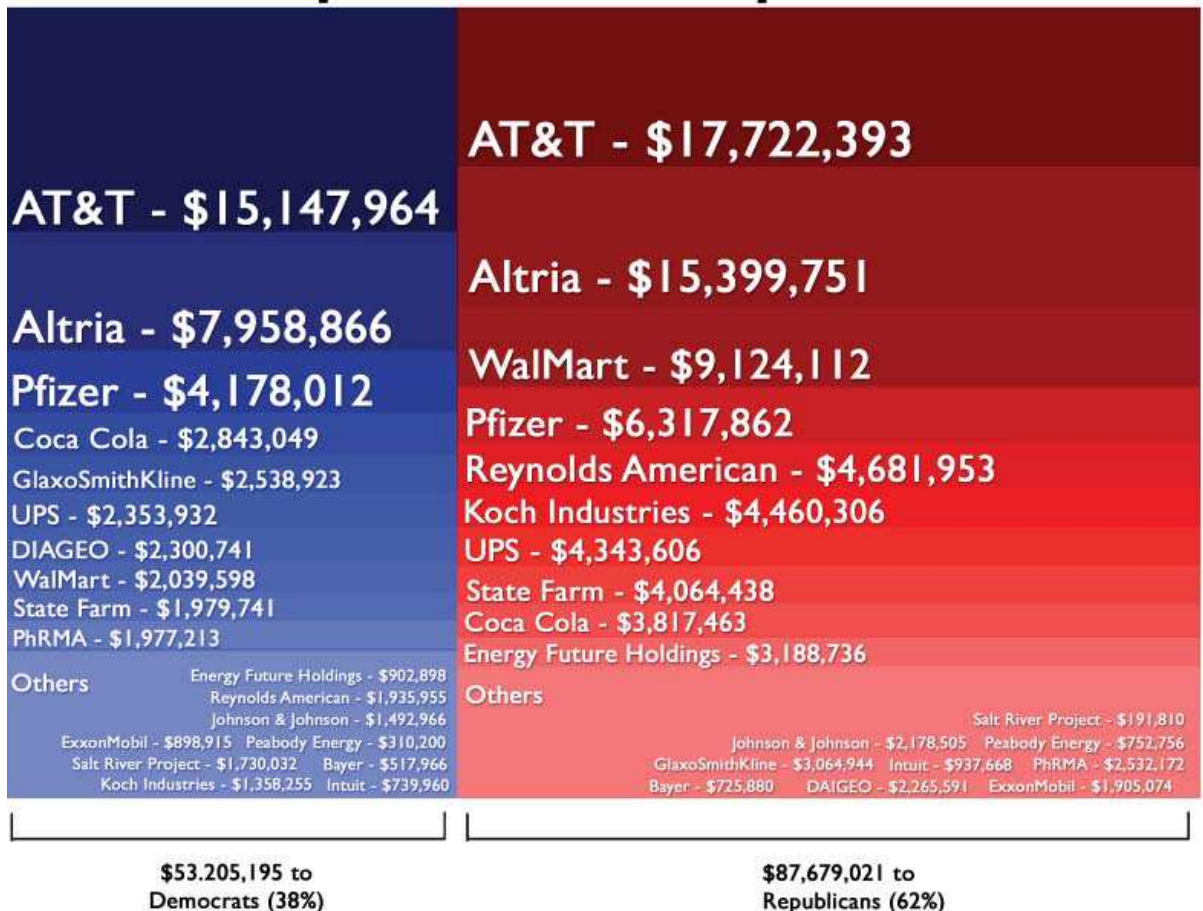 AT&T - $15,147,964
Altria - $7,958,866
Pfizer - $4,178,012
Coca Cola - $2,843,049
GlaxoSmithKline - $2,538,923
UPS - $2,353,932
DIAGEO - $2,300,741
WalMart - $2,039,598
State Farm - $1,979,741
PhRMA - $1,977,213
Others
Energy Future Holdings - $902,898
Reynolds American - $1,935,955
Johnson & Johnson - $1,492,966
ExxonMobil - $898,915 Peabody Energy - $310,200
Salt River Project - $1,730,032 Bayer - $517,966
Koch Industries - $1,358,255 Intuit - $739,960
AT&T - $17,722,393
Altria - $15,399,751
WalMart - $9,124,112
Pfizer - $6,317,862
Reynolds American - $4,681,953
Koch Industries - $4,460,306
UPS - $4,343,606
State Farm - $4,064,438
Coca Cola - $3,817,463
Energy Future Holdings - $3,188,736
Others
Salt River Project - $191,810
Johnson & Johnson - $2,178,505 Peabody Energy - $752,756
GlaxoSmithKline - $3,064,944 Intuit - $937,668 PhRMA - $2,532,172
Bayer - $725,880 DAIGEO - $2,265,591 ExxonMobil - $1,905,074
$53.205,195 to
Democrats (38%)
$87,679,021 to
Republicans (62%)